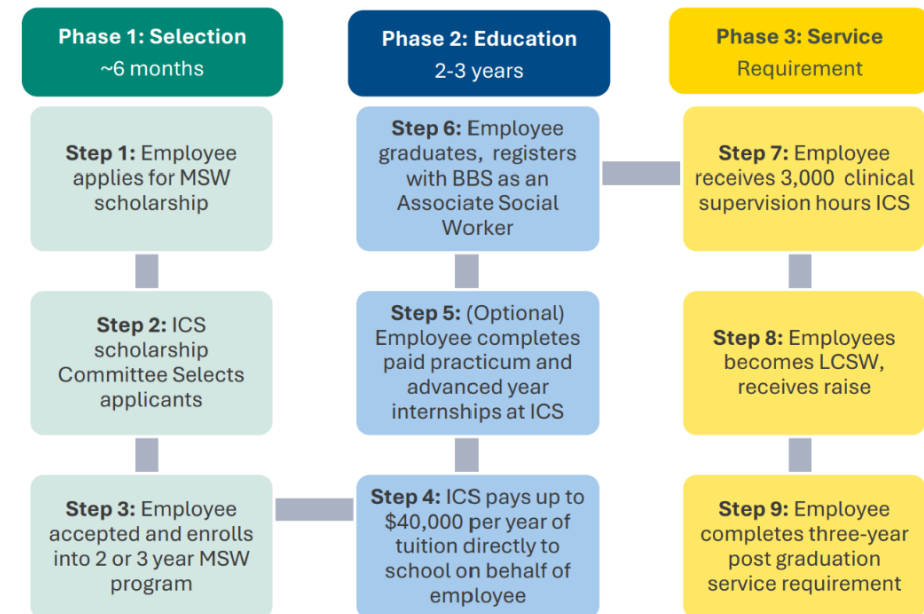 Phase 1: Selection
~6 months
Step 1: Employee
applies for MSW
scholarship
Step 2: ICS
scholarship
Committee Selects
applicants
Step 3: Employee
accepted and enrolls
into 2 or 3 year MSW
program
Phase 2: Education
2-3 years
Step 6: Employee
graduates, registers
with BBS as an
Associate Social
Worker
Step 5: (Optional)
Employee completes
paid practicum and
advanced year
internships at ICS
Step 4: ICS pays up to
$40,000 per year of
tuition directly to
school on behalf of
employee
Phase 3: Service
Requirement
Step 7: Employee
receives 3,000 clinical
supervision hours ICS
Step 8: Employees
becomes LCSW,
receives raise
Step 9: Employee
completes three-year
post graduation
service requirement